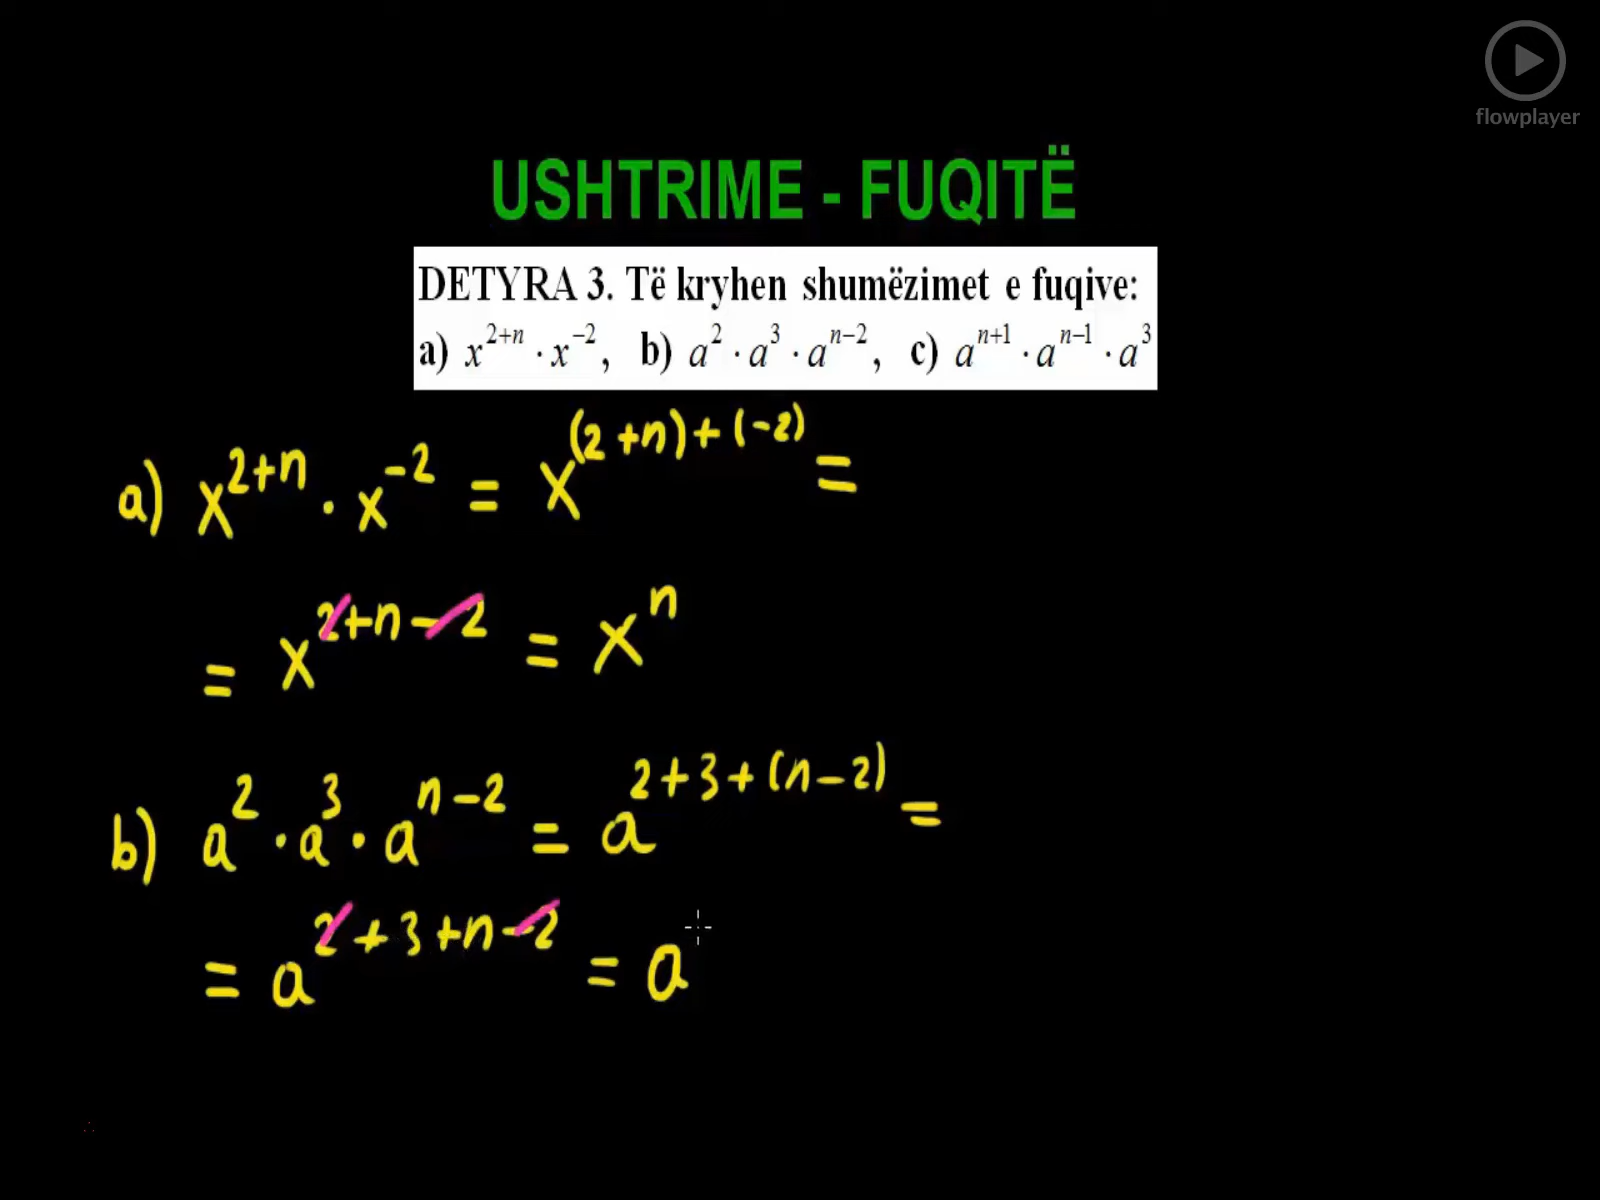 flowplayer
USHTRIME - FUQITË
DETYRA 3. Të kryhen shumëzimet e fuqive:
a) x^{2+n} · x^{-2}, b) a^2 · a^3 · a^{n-2}, c) a^{n+1} · a^{n-1} · a^3
a) x^{2+n} · x^{-2} = x^{(2+n)+(-2)} =
= x^{2+n-2} = x^n
b) a^2 · a^3 · a^{n-2} = a^{2+3+(n-2)} =
= a^{2+3+n-2} = a